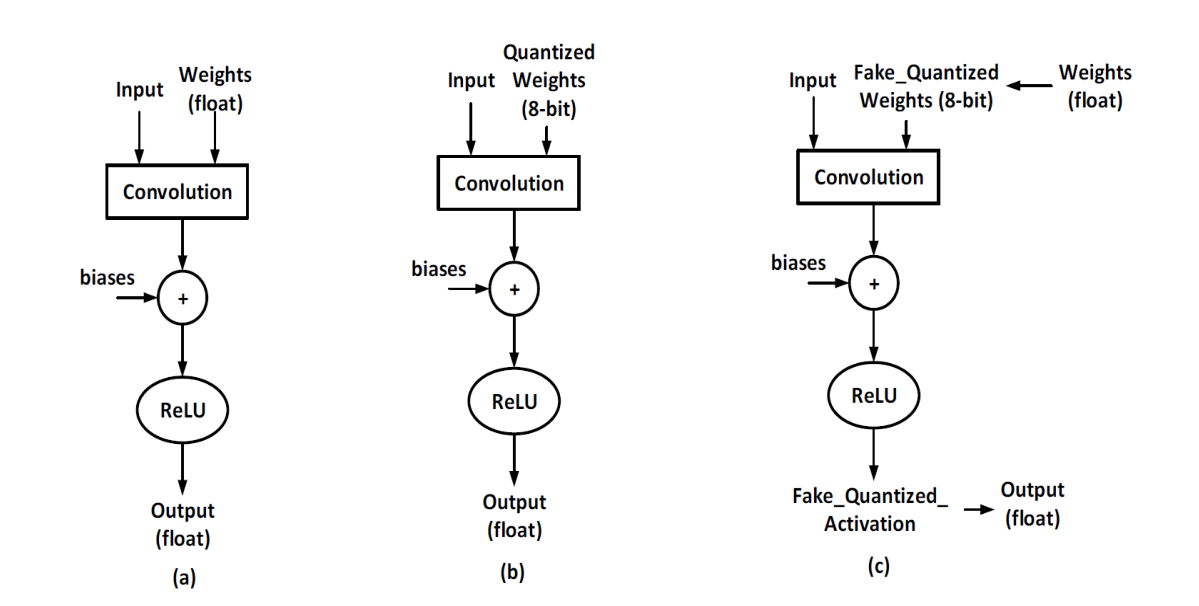 Input
Weights
(float)
Convolution
biases
+
ReLU
Output
(float)
(a)
Quantized
Input
Weights
(8-bit)
Convolution
biases
+
ReLU
Output
(float)
(b)
Input
Fake_Quantized
Weights (8-bit)
Weights
(float)
Convolution
biases
+
ReLU
Fake_Quantized_
Activation
Output
(float)
(c)